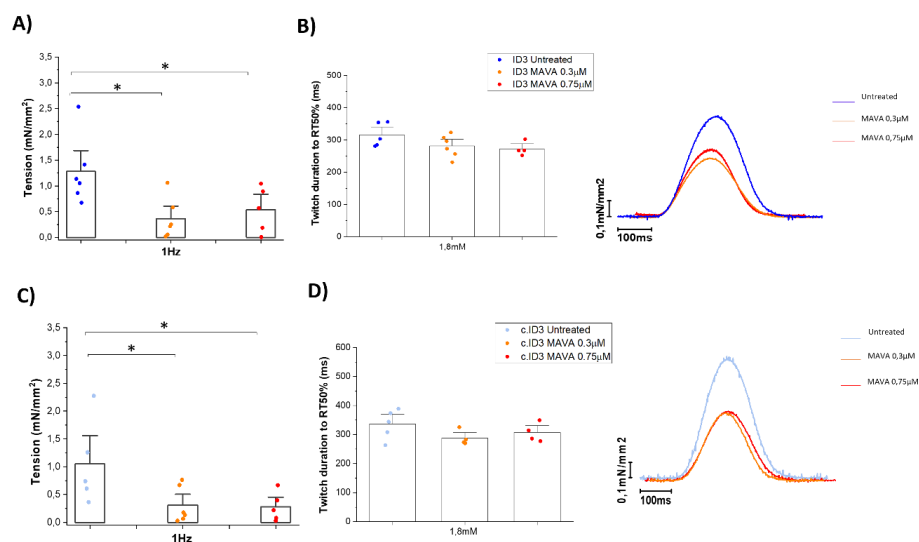 A)
3,5
3,0
2,5
2,0
1,5
1,0
0,5
0,0
Tension (mN/mm²)
*
*
1Hz
B)
ID3 Untreated
ID3 MAVA 0.3µM
ID3 MAVA 0.75µM
500
400
300
200
100
0
Twitch duration to RT50% (ms)
1,8mM
Untreated
MAVA 0,3µM
MAVA 0,75µM
0,1mN/mm2
100ms
C)
3,5
3,0
2,5
2,0
1,5
1,0
0,5
0,0
Tension (mN/mm²)
*
*
1Hz
D)
c.ID3 Untreated
c.ID3 MAVA 0.3µM
c.ID3 MAVA 0.75µM
600
500
400
300
200
100
0
Twitch duration to RT50% (ms)
1,8mM
Untreated
MAVA 0,3µM
MAVA 0,75µM
0,1 mN/mm 2
100ms